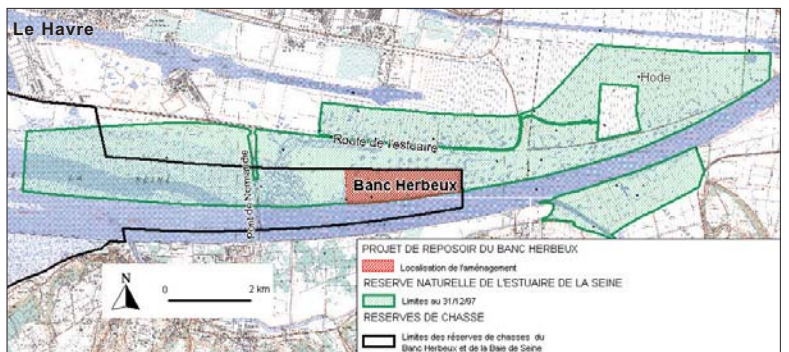 Le Havre
Hode
Route de l'estuaire
Banc Herbeux
LA SEINE
Pont de Normandie
PROJET DE REPOSOIR DU BANC HERBEUX
Localisation de l'aménagement
RESERVE NATURELLE DE L'ESTUAIRE DE LA SEINE
Limites au 31/12/97
RESERVES DE CHASSE
Limites des réserves de chasses du
Banc Herbeux et de la Baie de Seine
N
0 2 km